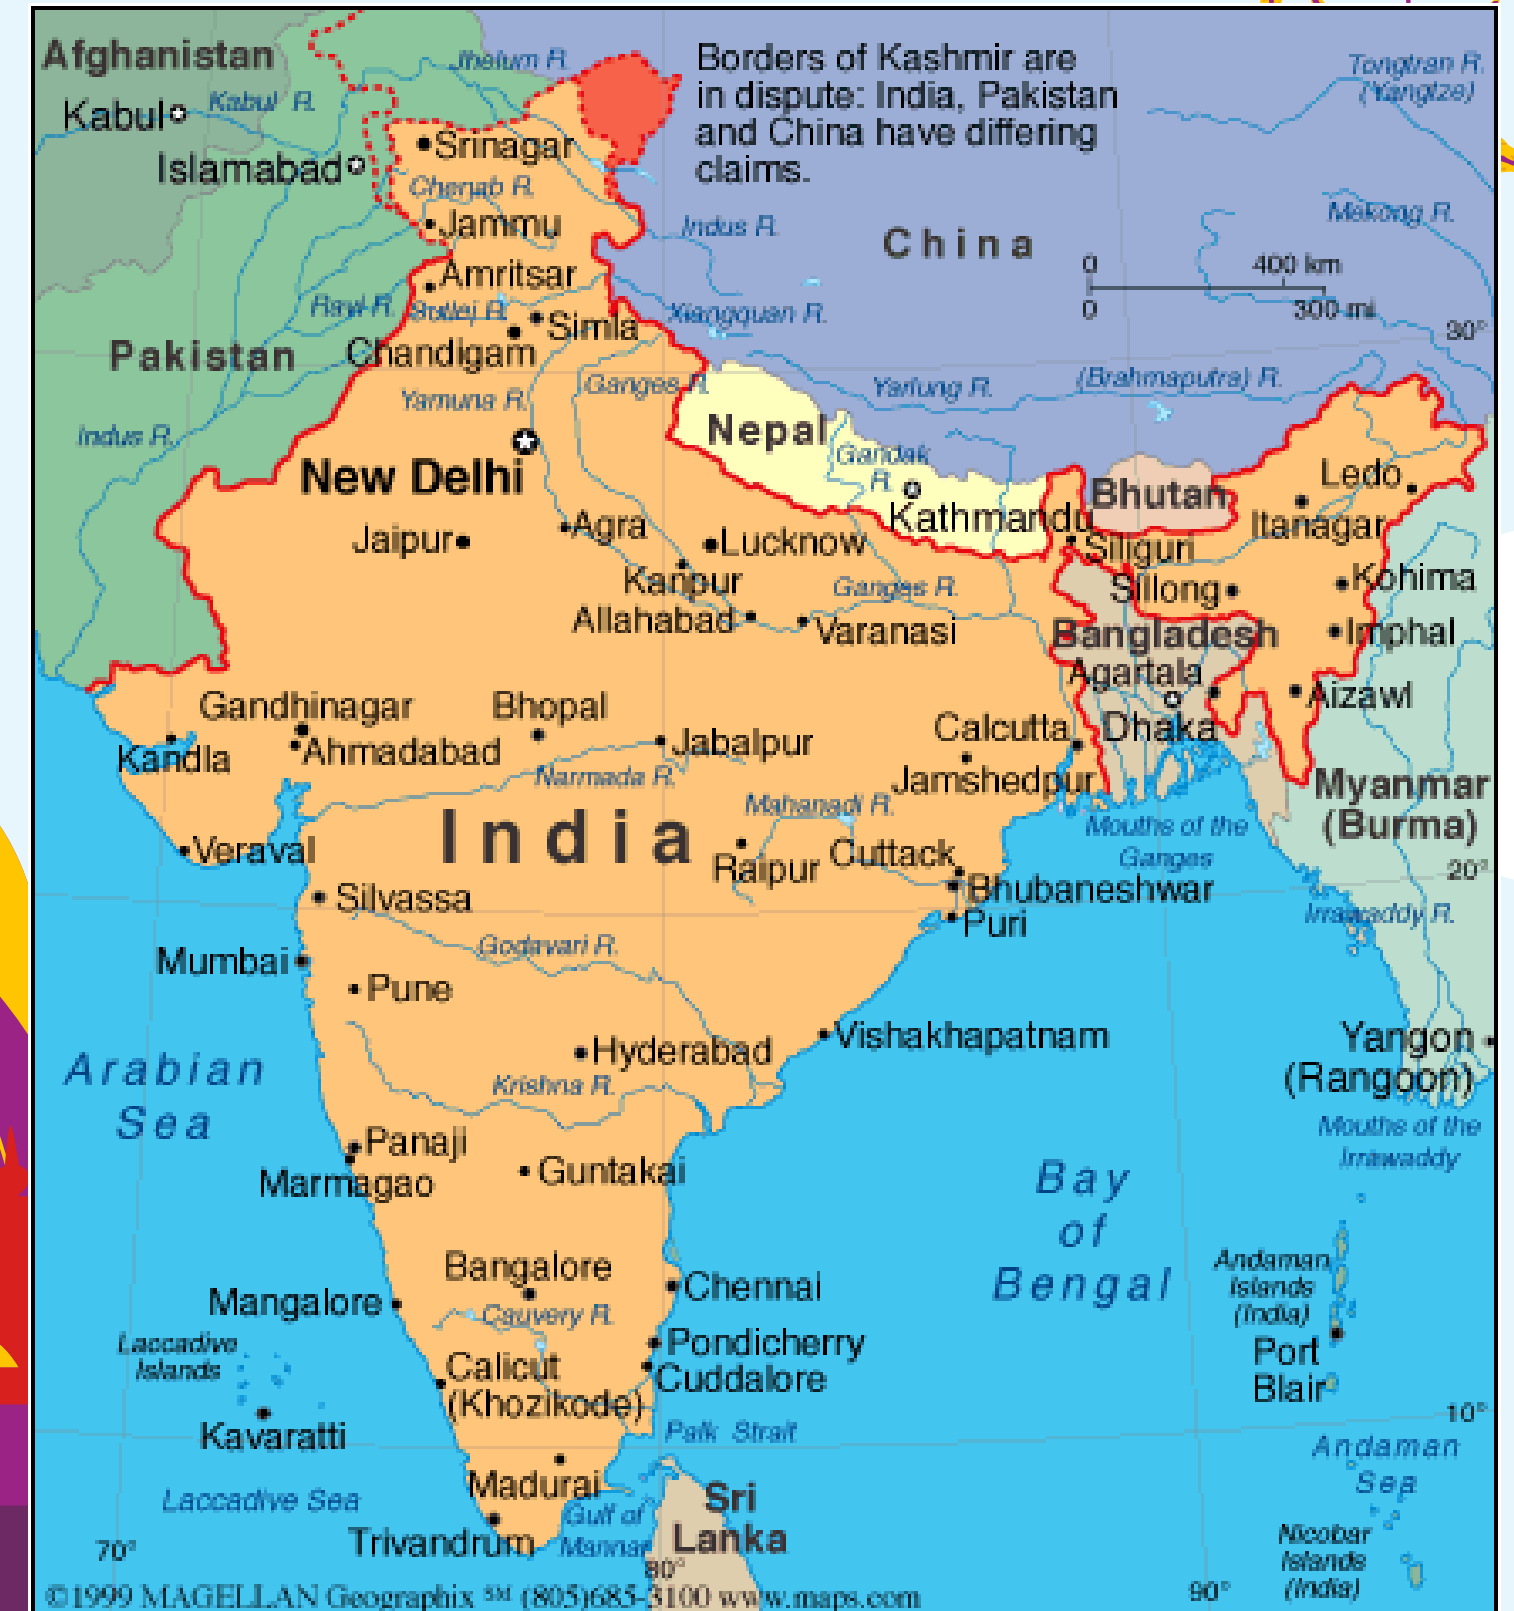 Afghanistan
Jhelum R.
Borders of Kashmir are
in dispute: India, Pakistan
and China have differing
claims.
Tongtran R.
(Yangtze)
Kabul
Kabul R.
Islamabad
Srinagar
Chenab R.
Jammu
Indus R.
China
Mekong R.
0
400 km
0
300 mi
Amritsar
Ravi R.
Sutlej R.
Simla
Xiangquan R.
30°
Pakistan
Chandigarn
Yamuna R.
Ganges R.
Yarlung R.
(Brahmaputra) R.
Indus R.
Nepal
Gandak
R.
New Delhi
Kathmandu
Bhutan
Ledo
Itanagar
Jaipur
Agra
Lucknow
Siliguri
Kanpur
Ganges R.
Sillong
Kohima
Allahabad
Varanasi
Bangladesh
Imphal
Agartala
Aizawl
Gandhinagar
Bhopal
Dhaka
Kandla
Ahmadabad
Jabalpur
Calcutta
Narmada R.
Jamshedpur
Myanmar
(Burma)
Mahanadi R.
India
Mouths of the
Ganges
Veraval
Raipur
Cuttack
20°
Silvassa
Bhubaneshwar
Puri
Irrawaddy R.
Mumbai
Godavari R.
Pune
Hyderabad
Vishakhapatnam
Yangon
(Rangoon)
Arabian
Sea
Krishna R.
Mouths of the
Irrawaddy
Panaji
Marmagao
Guntakai
Bay
of
Bengal
Bangalore
Chennai
Andaman
Islands
(India)
Mangalore
Cauvery R.
Port
Blair
Laccadive
Islands
Pondicherry
Calicut
(Khozikode)
Cuddalore
10°
Kavaratti
Palk Strait
Andaman
Sea
Madurai
Laccadive Sea
Sri
Lanka
Gulf of
Mannar
Trivandrum
Nicobar
Islands
(India)
70°
80°
90°
©1999 MAGELLAN Geographix SM (805)685-3100 www.maps.com